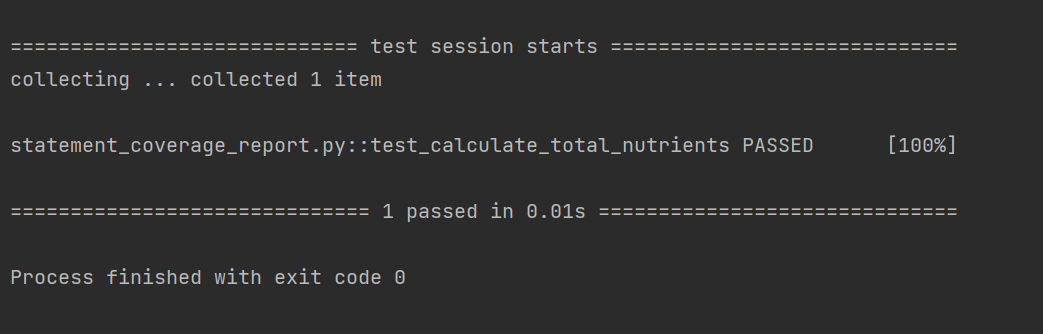 ============================= test session starts =============================
collecting ... collected 1 item
statement_coverage_report.py::test_calculate_total_nutrients PASSED      [100%]
============================== 1 passed in 0.01s ==============================
Process finished with exit code 0